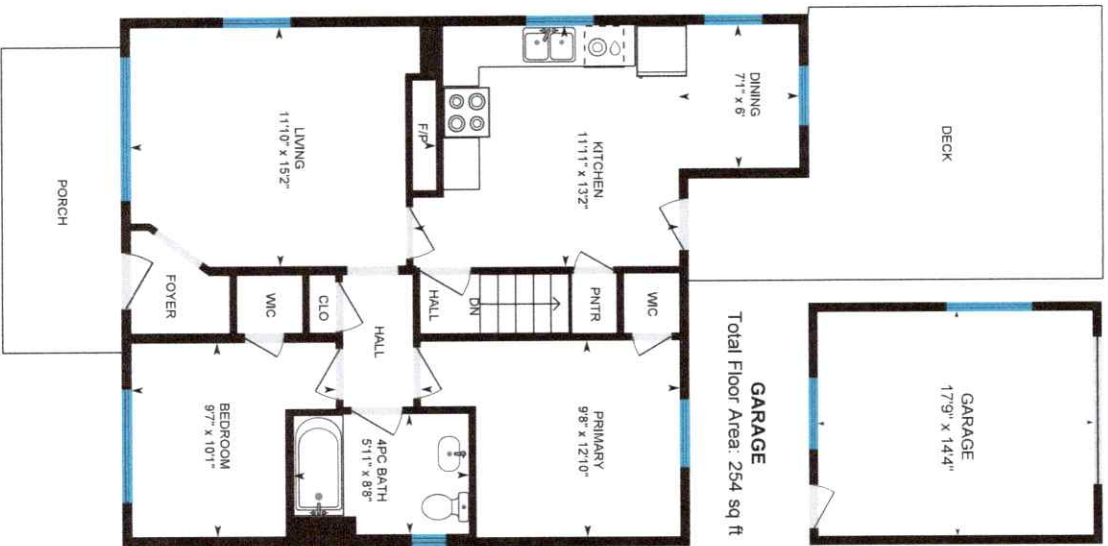 DECK
DINING
7'1" x 6'
KITCHEN
11'11" x 13'2"
F/P
LIVING
11'10" x 15'2"
PORCH
FOYER
WIC
CLO
HALL
HALL
DN
PNTR
WIC
BEDROOM
9'7" x 10'1"
4PC BATH
5'11" x 8'8"
PRIMARY
9'8" x 12'10"
GARAGE
Total Floor Area: 254 sq ft
GARAGE
17'9" x 14'4"